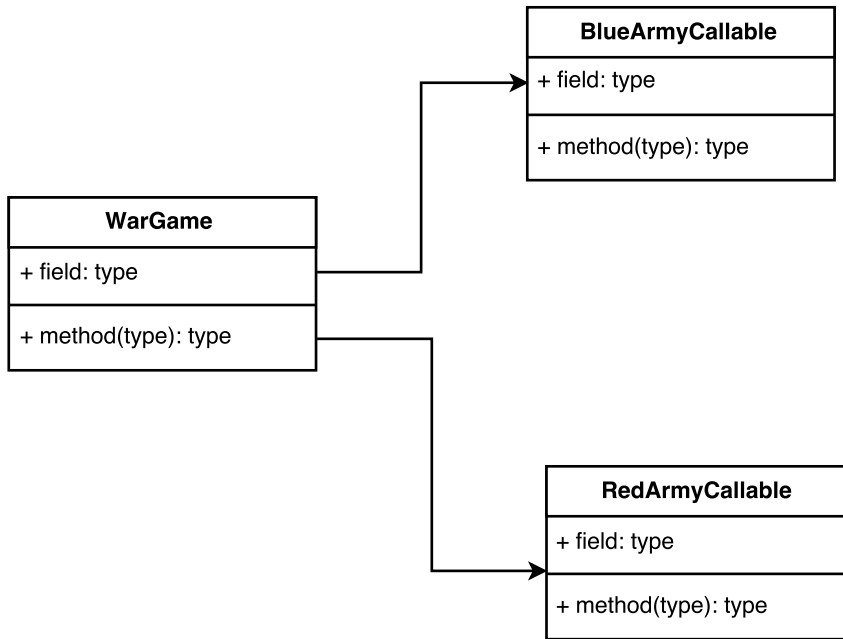 BlueArmyCallable
+ field: type
+ method(type): type
WarGame
+ field: type
+ method(type): type
RedArmyCallable
+ field: type
+ method(type): type